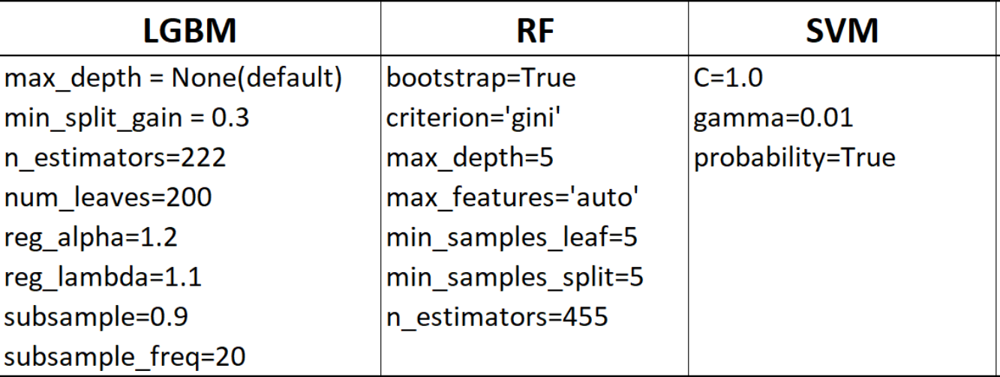 LGBM
max_depth = None(default)
min_split_gain = 0.3
n_estimators=222
num_leaves=200
reg_alpha=1.2
reg_lambda=1.1
subsample=0.9
subsample_freq=20
RF
bootstrap=True
criterion='gini'
max_depth=5
max_features='auto'
min_samples_leaf=5
min_samples_split=5
n_estimators=455
SVM
C=1.0
gamma=0.01
probability=True